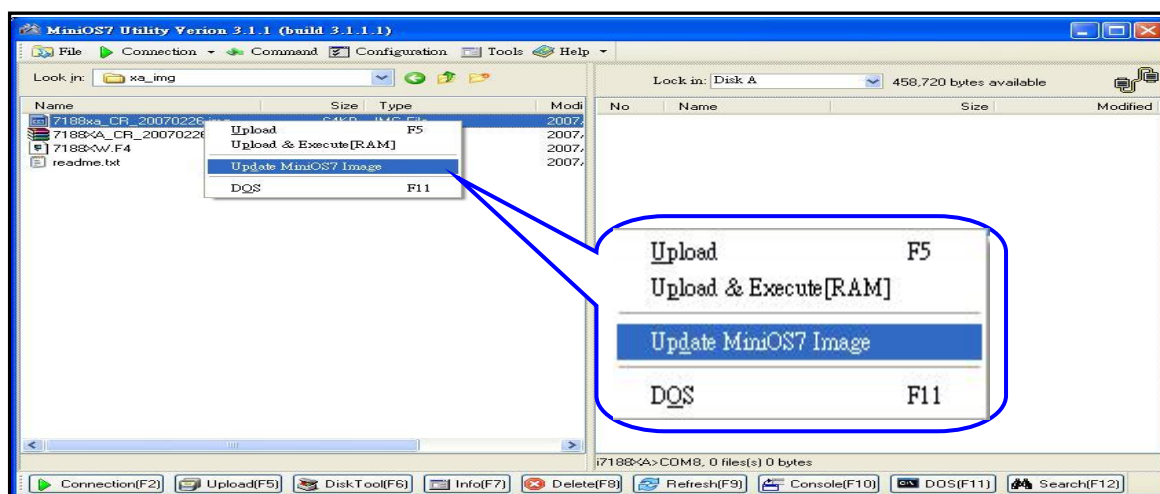 MiniOS7 Utility Verion 3.1.1 (build 3.1.1.1)
File Connection Command Configuration Tools Help
Look in: xa_img
Lock in: Disk A 458,720 bytes available
Name Size Type Modi
No Name Size Modified
7188xa_CR_20070226.img 64KB IMG File 2007/
7188XA_CR_20070226 2007/
7188XW.F4 2007/
readme.txt 2007/
Upload F5
Upload & Execute[RAM]
Update MiniOS7 Image
DOS F11
Upload F5
Upload & Execute[RAM]
Update MiniOS7 Image
DOS F11
i7188XA>COM8, 0 files(s) 0 bytes
Connection(F2) Upload(F5) DiskTool(F6) Info(F7) Delete(F8) Refresh(F9) Console(F10) DOS(F11) Search(F12)